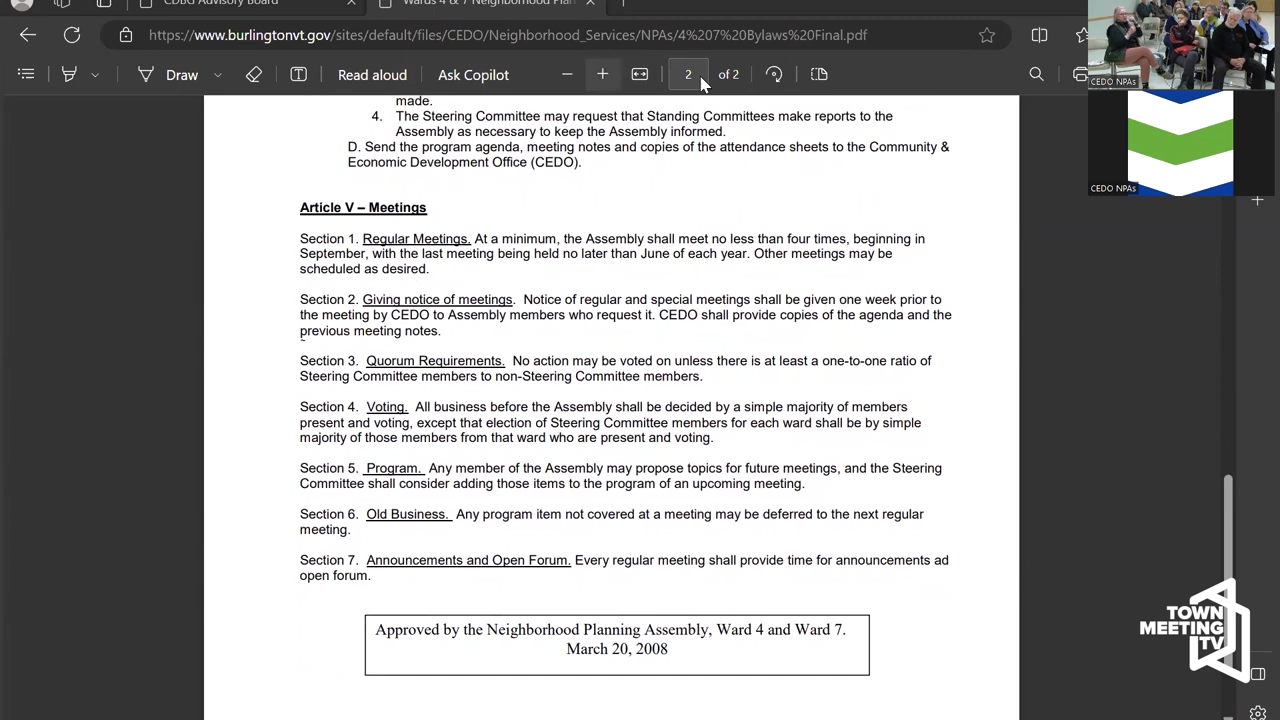 CDBG Advisory Board
Wards 4 & 7 Neighborhood Plan
https://www.burlingtonvt.gov/sites/default/files/CEDO/Neighborhood_Services/NPAs/4%207%20Bylaws%20Final.pdf
Draw
Read aloud
Ask Copilot
2 of 2
CEDO NPAs
CEDO NPAs
made.
4. The Steering Committee may request that Standing Committees make reports to the
Assembly as necessary to keep the Assembly informed.
D. Send the program agenda, meeting notes and copies of the attendance sheets to the Community &
Economic Development Office (CEDO).
Article V – Meetings
Section 1. Regular Meetings. At a minimum, the Assembly shall meet no less than four times, beginning in
September, with the last meeting being held no later than June of each year. Other meetings may be
scheduled as desired.
Section 2. Giving notice of meetings. Notice of regular and special meetings shall be given one week prior to
the meeting by CEDO to Assembly members who request it. CEDO shall provide copies of the agenda and the
previous meeting notes.
~
Section 3. Quorum Requirements. No action may be voted on unless there is at least a one-to-one ratio of
Steering Committee members to non-Steering Committee members.
Section 4. Voting. All business before the Assembly shall be decided by a simple majority of members
present and voting, except that election of Steering Committee members for each ward shall be by simple
majority of those members from that ward who are present and voting.
Section 5. Program. Any member of the Assembly may propose topics for future meetings, and the Steering
Committee shall consider adding those items to the program of an upcoming meeting.
Section 6. Old Business. Any program item not covered at a meeting may be deferred to the next regular
meeting.
Section 7. Announcements and Open Forum. Every regular meeting shall provide time for announcements ad
open forum.
Approved by the Neighborhood Planning Assembly, Ward 4 and Ward 7.
March 20, 2008
TOWN
MEETING
TV